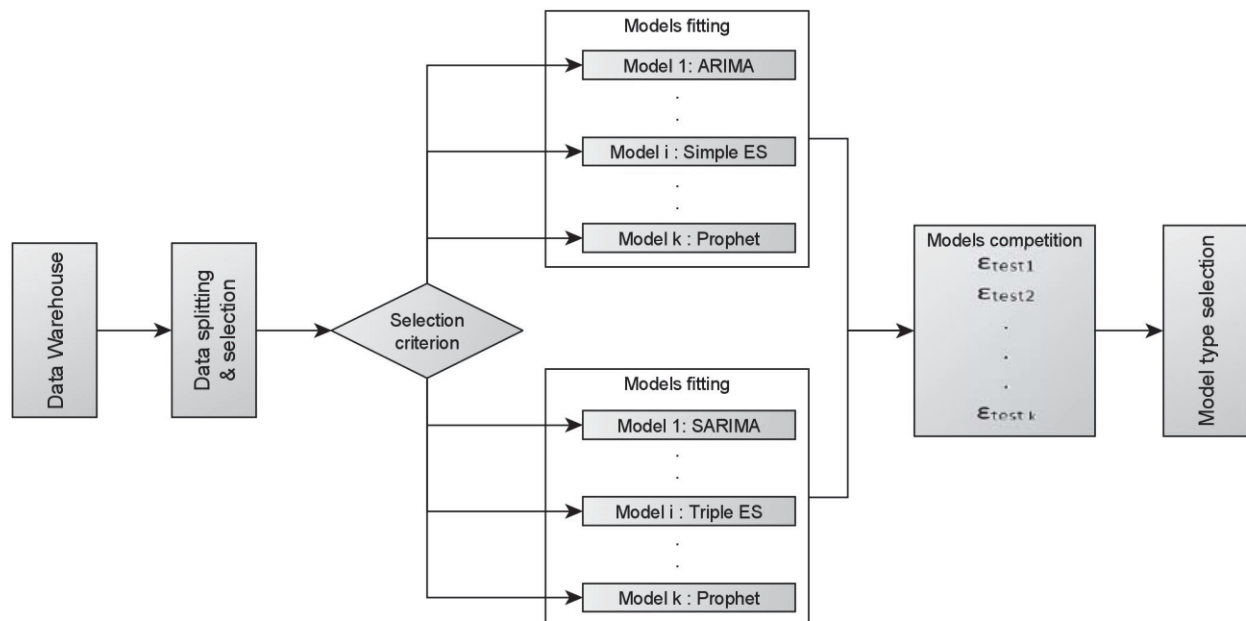 Data Warehouse
Data splitting
& selection
Selection
criterion
Models fitting
Model 1: ARIMA
.
.
Model i : Simple ES
.
.
Model k : Prophet
Models fitting
Model 1: SARIMA
.
.
Model i : Triple ES
.
.
Model k : Prophet
Models competition
εtest1
εtest2
.
.
.
εtest k
Model type selection